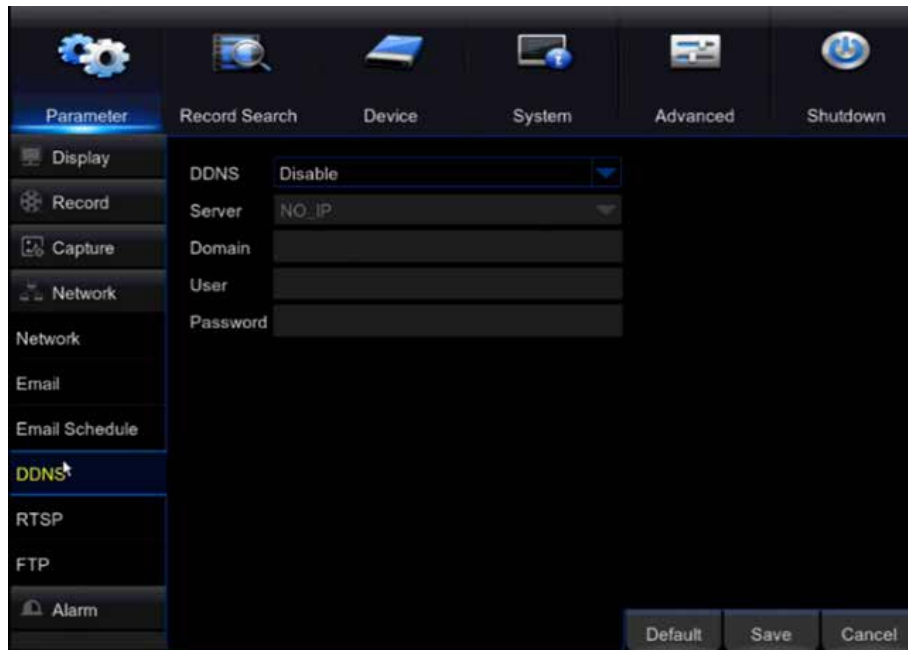 Parameter
Record Search
Device
System
Advanced
Shutdown
Display
Record
Capture
Network
Network
Email
Email Schedule
DDNS
RTSP
FTP
Alarm
DDNS Disable
Server NO_IP
Domain
User
Password
Default
Save
Cancel